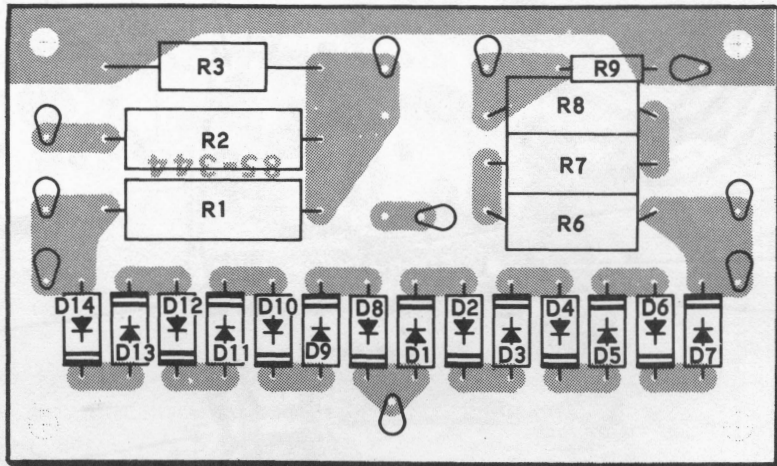 R3
R9
R8
R2
85-344
R7
R1
R6
D14 D12 D10 D8 D2 D4 D6
D13 D11 D9 D1 D3 D5 D7